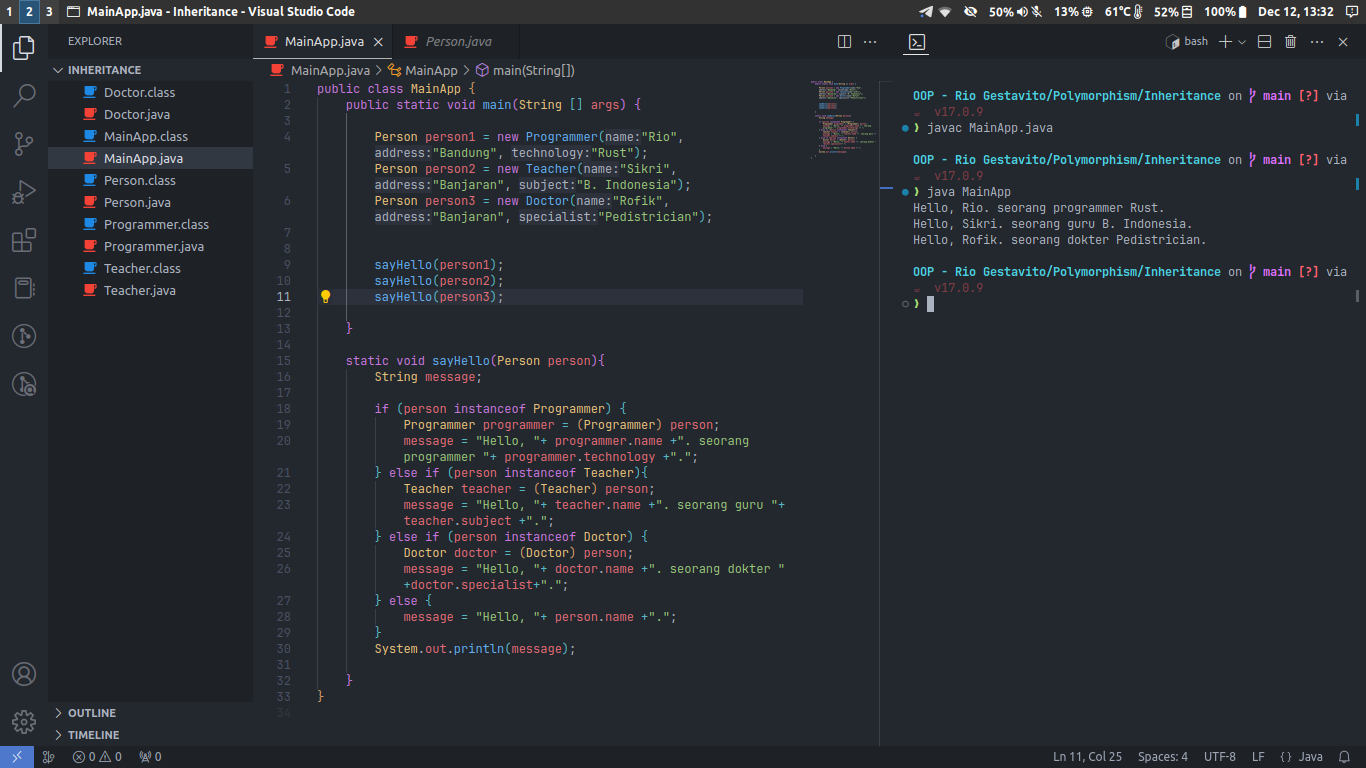 1 2 3 MainApp.java - Inheritance - Visual Studio Code 50% 13% 61°C 52% 100% Dec 12, 13:32
EXPLORER
INHERITANCE
Doctor.class
Doctor.java
MainApp.class
MainApp.java
Person.class
Person.java
Programmer.class
Programmer.java
Teacher.class
Teacher.java
OUTLINE
TIMELINE
MainApp.java Person.java
MainApp.java > MainApp > main(String[])
1 public class MainApp {
2 public static void main(String [] args) {
3
4 Person person1 = new Programmer(name:"Rio",
address:"Bandung", technology:"Rust");
5 Person person2 = new Teacher(name:"Sikri",
address:"Banjaran", subject:"B. Indonesia");
6 Person person3 = new Doctor(name:"Rofik",
address:"Banjaran", specialist:"Pedistrician");
7
8
9 sayHello(person1);
10 sayHello(person2);
11 sayHello(person3);
12
13 }
14
15 static void sayHello(Person person){
16 String message;
17
18 if (person instanceof Programmer) {
19 Programmer programmer = (Programmer) person;
20 message = "Hello, "+ programmer.name +". seorang
programmer "+ programmer.technology +".";
21 } else if (person instanceof Teacher){
22 Teacher teacher = (Teacher) person;
23 message = "Hello, "+ teacher.name +". seorang guru "+
teacher.subject +".";
24 } else if (person instanceof Doctor) {
25 Doctor doctor = (Doctor) person;
26 message = "Hello, "+ doctor.name +". seorang dokter "
+doctor.specialist+".";
27 } else {
28 message = "Hello, "+ person.name +".";
29 }
30 System.out.println(message);
31
32 }
33 }
34
bash
OOP - Rio Gestavito/Polymorphism/Inheritance on main [?] via
v17.0.9
❯ javac MainApp.java
OOP - Rio Gestavito/Polymorphism/Inheritance on main [?] via
v17.0.9
❯ java MainApp
Hello, Rio. seorang programmer Rust.
Hello, Sikri. seorang guru B. Indonesia.
Hello, Rofik. seorang dokter Pedistrician.
OOP - Rio Gestavito/Polymorphism/Inheritance on main [?] via
v17.0.9
❯
0 0 0 Ln 11, Col 25 Spaces: 4 UTF-8 LF {} Java